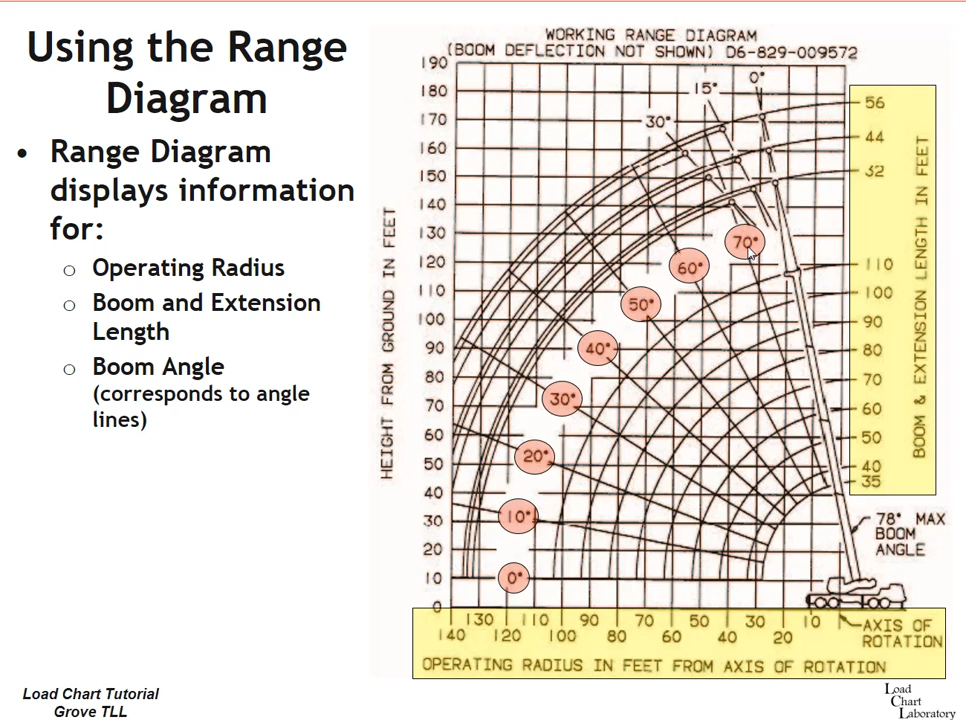 Using the Range
Diagram
• Range Diagram
displays information
for:
○ Operating Radius
○ Boom and Extension
Length
○ Boom Angle
(corresponds to angle
lines)
Load Chart Tutorial
Grove TLL
WORKING RANGE DIAGRAM
(BOOM DEFLECTION NOT SHOWN) D6-829-009572
HEIGHT FROM GROUND IN FEET
190
180
170
160
150
140
130
120
110
100
90
80
70
60
50
40
30
20
10
0
0°
15°
30°
70°
60°
50°
40°
30°
20°
10°
0°
56
44
32
110
100
90
80
70
60
50
40
35
BOOM & EXTENSION LENGTH IN FEET
78° MAX
BOOM
ANGLE
130 110 90 70 50 30 10
140 120 100 80 60 40 20
AXIS OF
ROTATION
OPERATING RADIUS IN FEET FROM AXIS OF ROTATION
Load
Chart
Laboratory